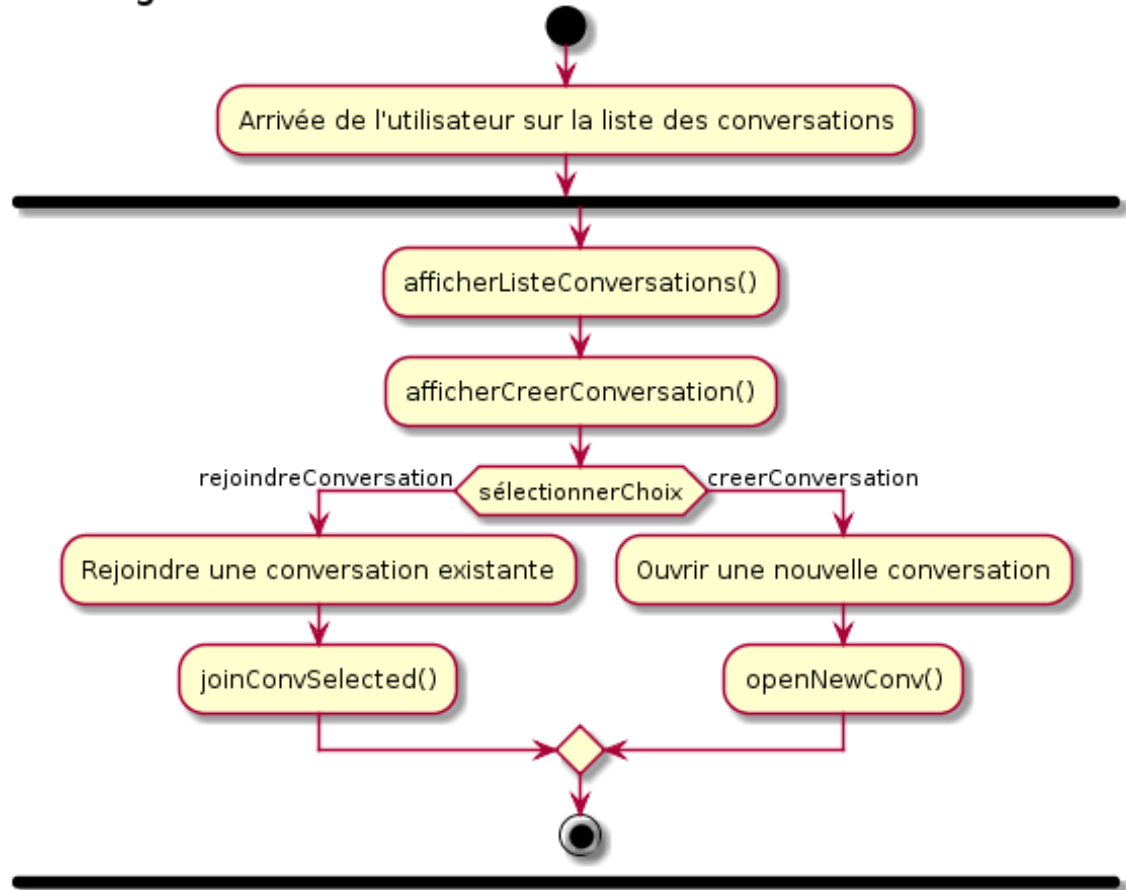 Arrivée de l'utilisateur sur la liste des conversations
afficherListeConversations()
afficherCreerConversation()
rejoindreConversation
sélectionnerChoix
creerConversation
Rejoindre une conversation existante
Ouvrir une nouvelle conversation
joinConvSelected()
openNewConv()